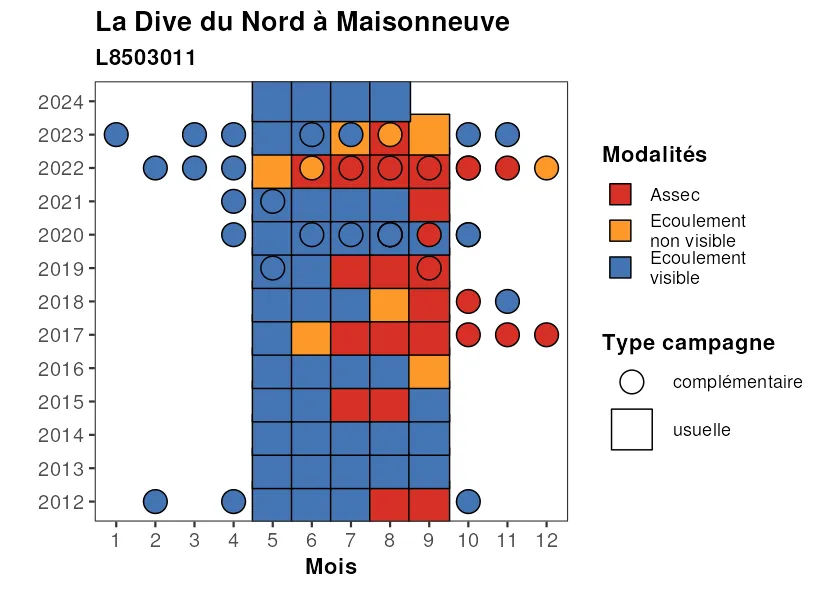 La Dive du Nord à Maisonneuve
L8503011
2024
2023
2022
2021
2020
2019
2018
2017
2016
2015
2014
2013
2012
1 2 3 4 5 6 7 8 9 10 11 12
Mois
Modalités
Assec
Ecoulement
non visible
Ecoulement
visible
Type campagne
complémentaire
usuelle